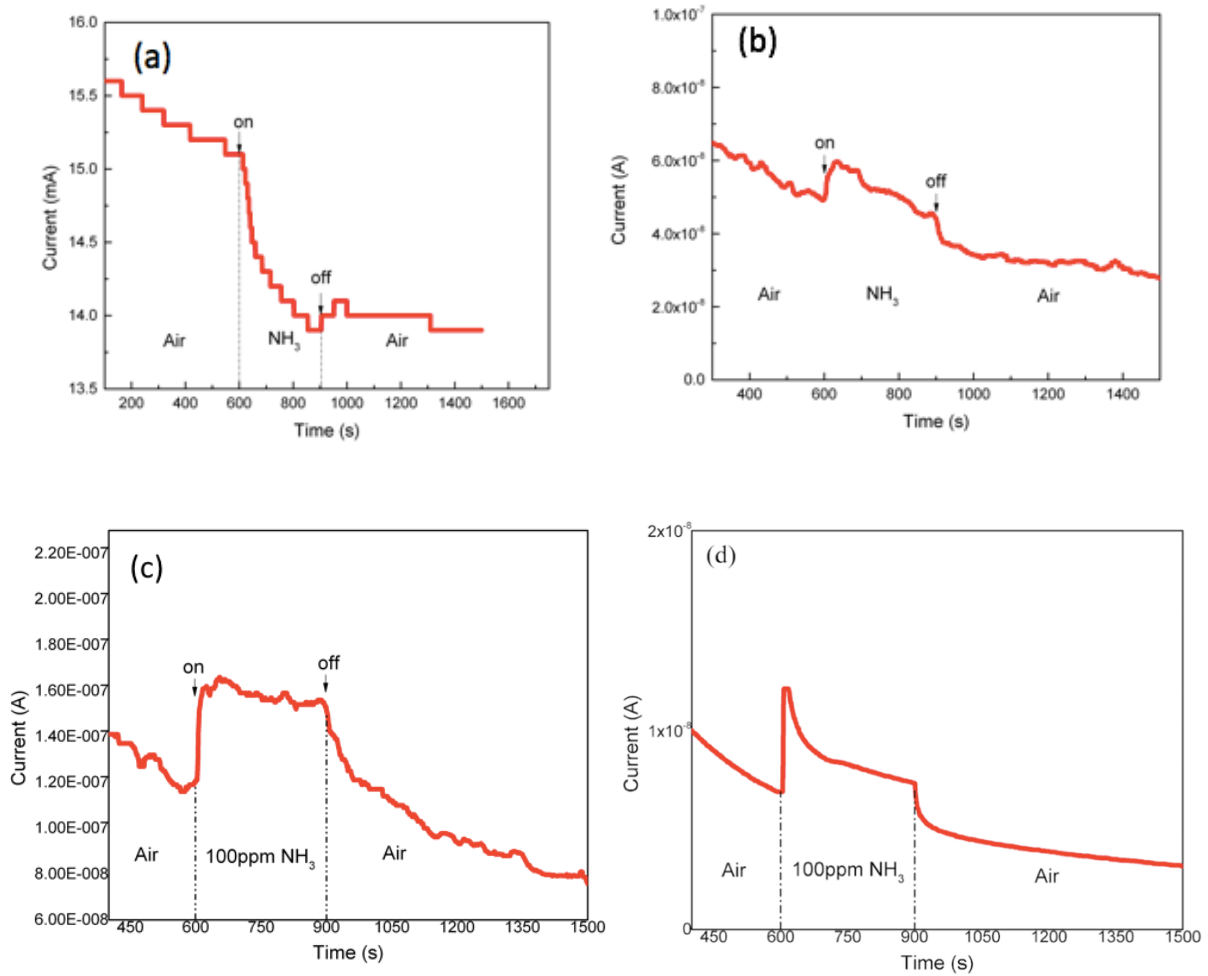 (a)
16.0
15.5
15.0
14.5
14.0
13.5
Current (mA)
on
off
Air
NH₃
Air
200 400 600 800 1000 1200 1400 1600
Time (s)
(b)
1.0x10⁻⁷
8.0x10⁻⁸
6.0x10⁻⁸
4.0x10⁻⁸
2.0x10⁻⁸
0.0
Current (A)
on
off
Air
NH₃
Air
400 600 800 1000 1200 1400
Time (s)
(c)
2.20E-007
2.00E-007
1.80E-007
1.60E-007
1.40E-007
1.20E-007
1.00E-007
8.00E-008
6.00E-008
Current (A)
on
off
Air
100ppm NH₃
Air
450 600 750 900 1050 1200 1350 1500
Time (s)
(d)
2x10⁻⁸
1x10⁻⁸
0
Current (A)
Air
100ppm NH₃
Air
450 600 750 900 1050 1200 1350 1500
Time (s)